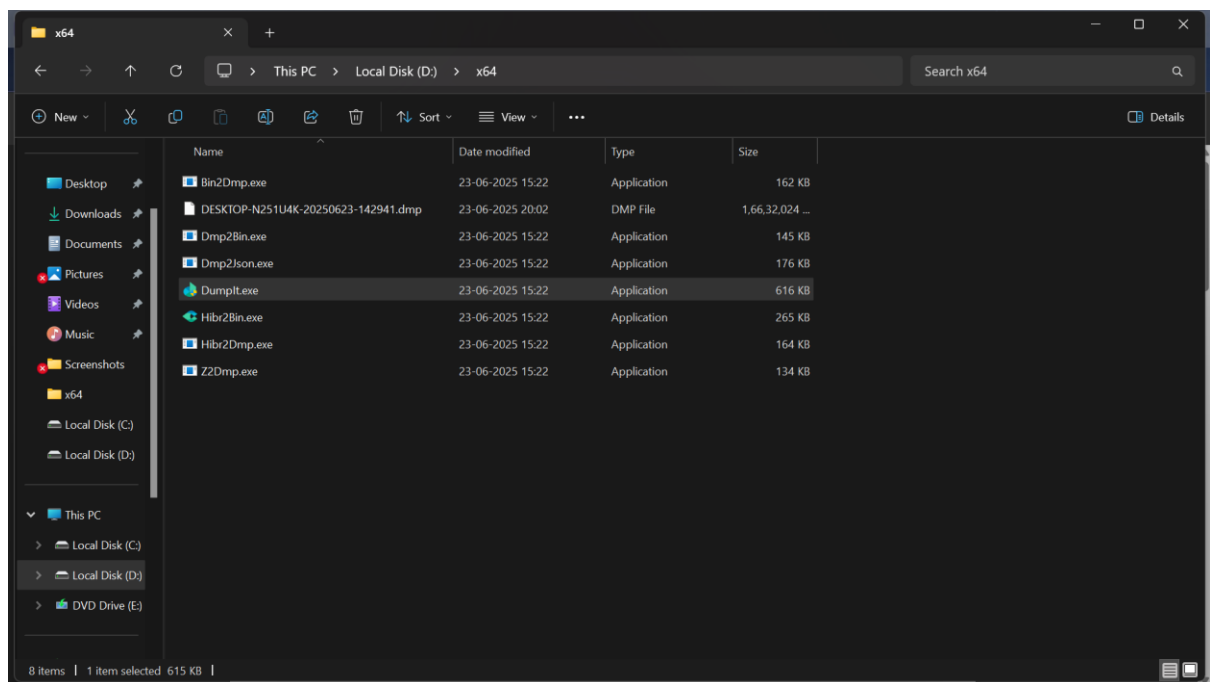 x64
This PC > Local Disk (D:) > x64
Search x64
New
Sort
View
Details
Name Date modified Type Size
Desktop
Downloads
Documents
Pictures
Videos
Music
Screenshots
x64
Local Disk (C:)
Local Disk (D:)
This PC
Local Disk (C:)
Local Disk (D:)
DVD Drive (E:)
Bin2Dmp.exe 23-06-2025 15:22 Application 162 KB
DESKTOP-N251U4K-20250623-142941.dmp 23-06-2025 20:02 DMP File 1,66,32,024 ...
Dmp2Bin.exe 23-06-2025 15:22 Application 145 KB
Dmp2Json.exe 23-06-2025 15:22 Application 176 KB
DumpIt.exe 23-06-2025 15:22 Application 616 KB
Hibr2Bin.exe 23-06-2025 15:22 Application 265 KB
Hibr2Dmp.exe 23-06-2025 15:22 Application 164 KB
Z2Dmp.exe 23-06-2025 15:22 Application 134 KB
8 items | 1 item selected 615 KB |